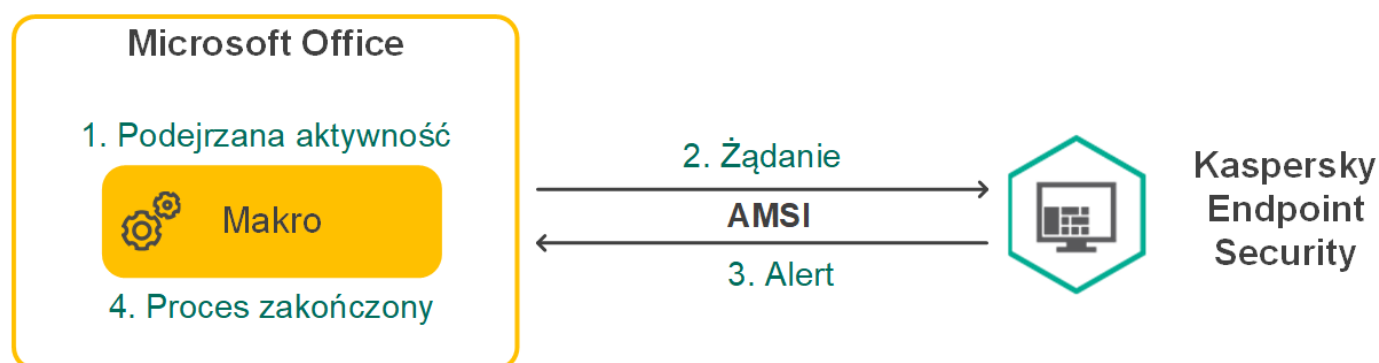 Microsoft Office
1. Podejrzana aktywność
Makro
4. Proces zakończony
2. Żądanie
AMSI
3. Alert
Kaspersky
Endpoint
Security